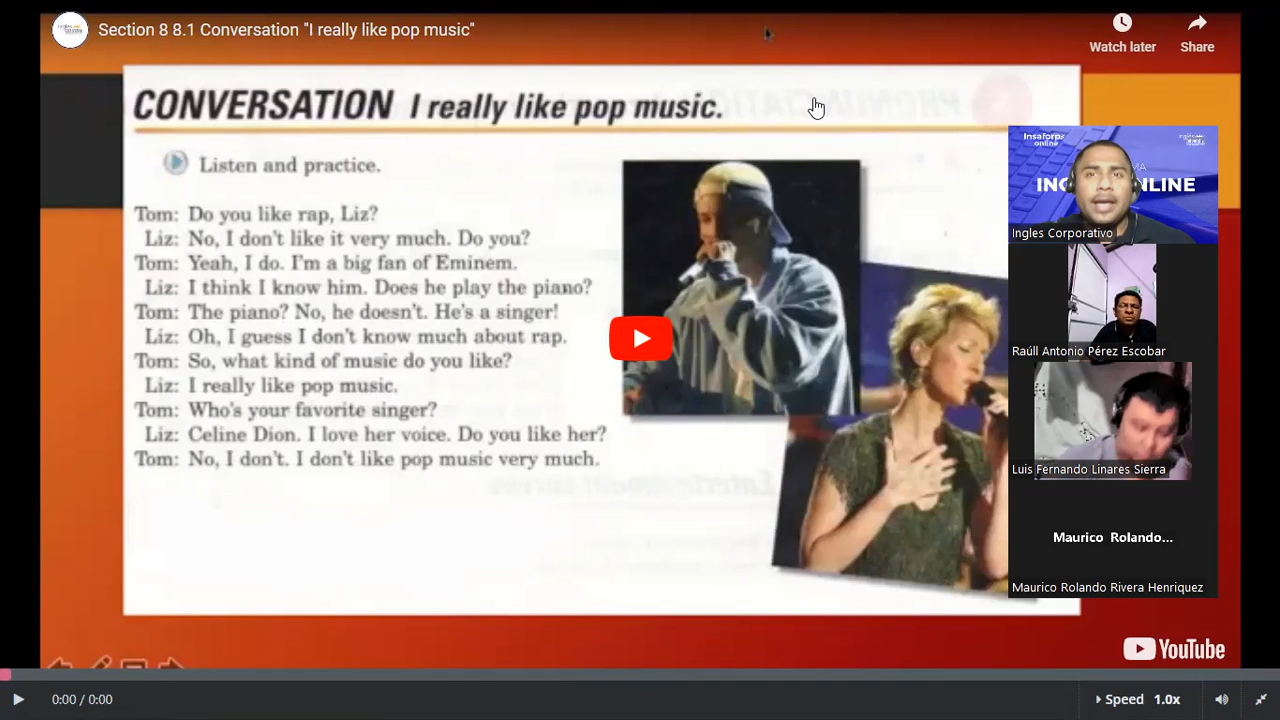 Section 8 8.1 Conversation "I really like pop music"
Watch later
Share
CONVERSATION I really like pop music.
Listen and practice.
Tom: Do you like rap, Liz?
Liz: No, I don't like it very much. Do you?
Tom: Yeah, I do. I'm a big fan of Eminem.
Liz: I think I know him. Does he play the piano?
Tom: The piano? No, he doesn't. He's a singer!
Liz: Oh, I guess I don't know much about rap.
Tom: So, what kind of music do you like?
Liz: I really like pop music.
Tom: Who's your favorite singer?
Liz: Celine Dion. I love her voice. Do you like her?
Tom: No, I don't. I don't like pop music very much.
Insaforp
online
Ingles Corporativo
Raúll Antonio Pérez Escobar
Luis Fernando Linares Sierra
Maurico Rolando...
Maurico Rolando Rivera Henriquez
YouTube
0:00 / 0:00
Speed 1.0x